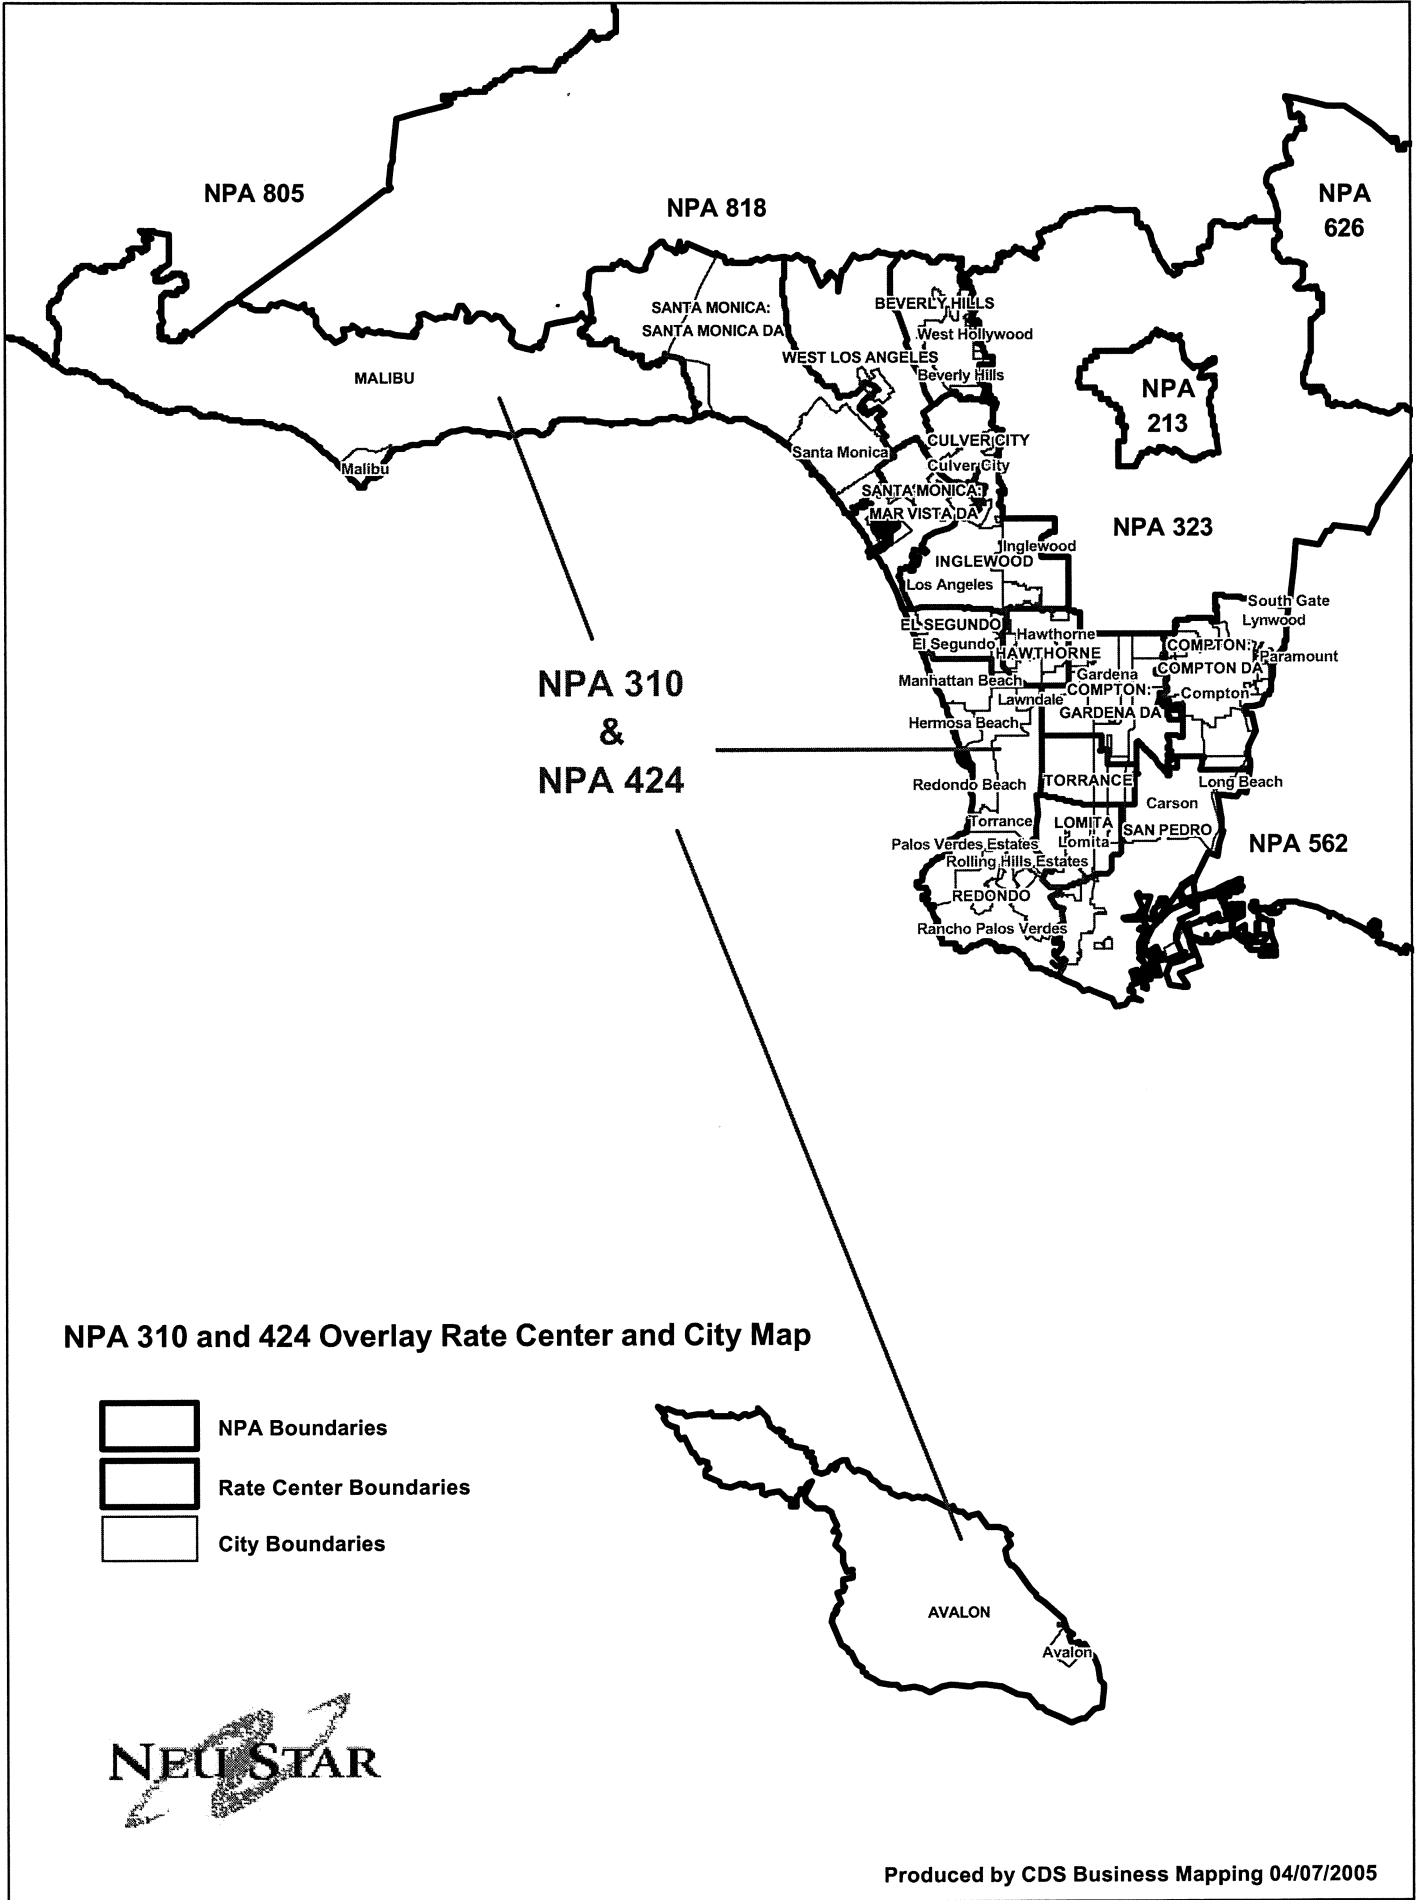 NPA 805
NPA 818
NPA
626
SANTA MONICA:
SANTA MONICA DA
BEVERLY HILLS
West Hollywood
WEST LOS ANGELES
Beverly Hills
MALIBU
NPA
213
Malibu
Santa Monica
CULVER CITY
Culver City
SANTA MONICA:
MAR VISTA DA
NPA 323
Inglewood
INGLEWOOD
Los Angeles
EL SEGUNDO
El Segundo
Hawthorne
HAWTHORNE
South Gate
Lynwood
COMPTON:
COMPTON DA
Paramount
Compton
Manhattan Beach
Lawndale
Gardena
COMPTON:
GARDENA DA
Hermosa Beach
NPA 310
&
NPA 424
Redondo Beach
TORRANCE
Long Beach
Carson
Torrance
LOMITA
Lomita
SAN PEDRO
NPA 562
Palos Verdes Estates
Rolling Hills Estates
REDONDO
Rancho Palos Verdes
NPA 310 and 424 Overlay Rate Center and City Map
NPA Boundaries
Rate Center Boundaries
City Boundaries
AVALON
Avalon
NEUSTAR
Produced by CDS Business Mapping 04/07/2005